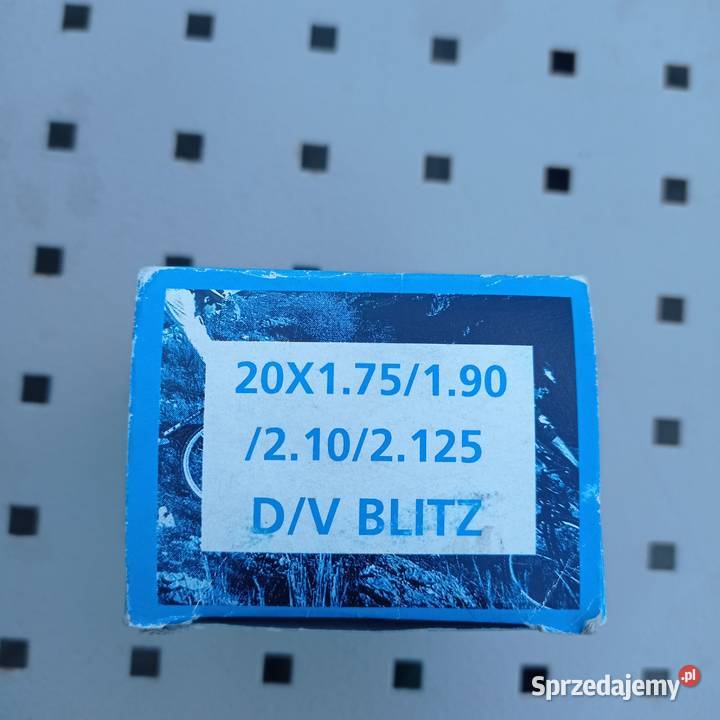 20X1.75/1.90
/2.10/2.125
D/V BLITZ
Sprzedajemy.pl